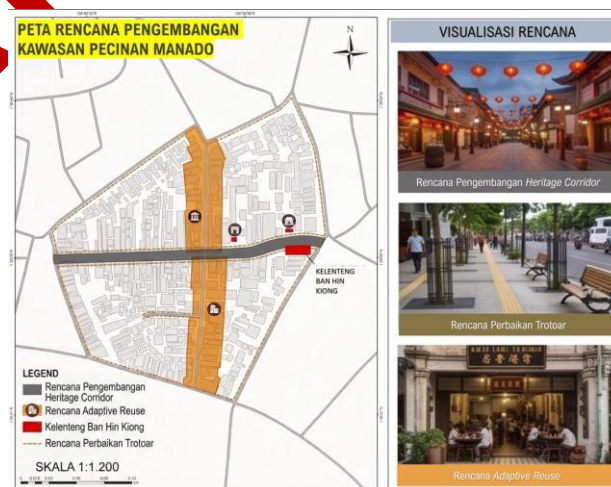 PETA RENCANA PENGEMBANGAN
KAWASAN PECINAN MANADO
N
KELENTENG
BAN HIN
KIONG
LEGEND
Rencana Pengembangan
Heritage Corridor
Rencana Adaptive Reuse
Kelenteng Ban Hin Kiong
Rencana Perbaikan Trotoar
SKALA 1:1.200
VISUALISASI RENCANA
Rencana Pengembangan Heritage Corridor
Rencana Perbaikan Trotoar
Rencana Adaptive Reuse